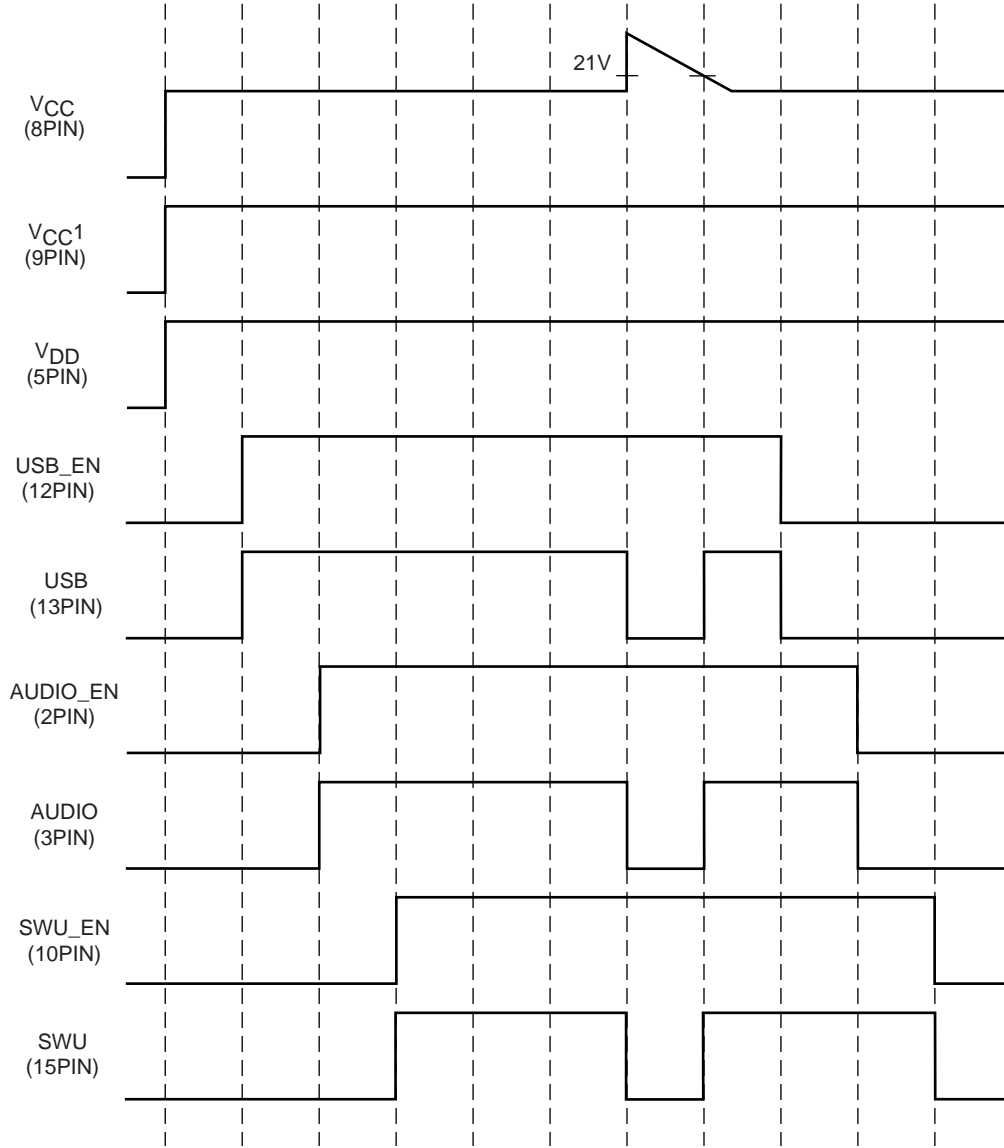 21V
VCC
(8PIN)
VCC1
(9PIN)
VDD
(5PIN)
USB_EN
(12PIN)
USB
(13PIN)
AUDIO_EN
(2PIN)
AUDIO
(3PIN)
SWU_EN
(10PIN)
SWU
(15PIN)